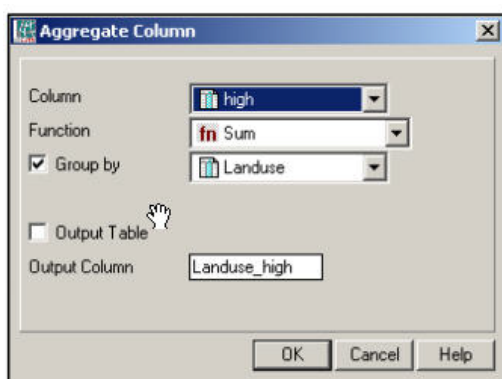 Aggregate Column
Column high
Function fn Sum
Group by Landuse
Output Table
Output Column Landuse_high
OK Cancel Help